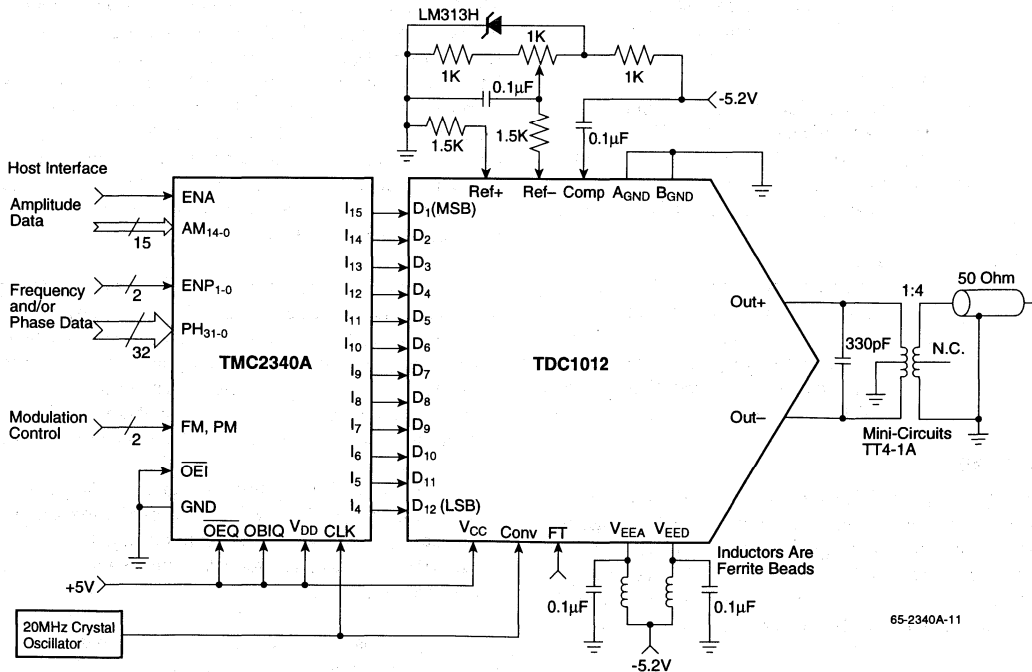 LM313H
1K
1K
1K
0.1µF
-5.2V
1.5K
1.5K
0.1µF
Host Interface
Amplitude
Data
15
Frequency
and/or
Phase Data
2
32
Modulation
Control
2
ENA
AM14-0
ENP1-0
PH31-0
TMC2340A
FM, PM
OEI
GND
OEQ OBIQ VDD CLK
I15
I14
I13
I12
I11
I10
I9
I8
I7
I6
I5
I4
Ref+ Ref– Comp AGND BGND
D1(MSB)
D2
D3
D4
D5
D6
D7
D8
D9
D10
D11
D12 (LSB)
TDC1012
Out+
Out–
VCC Conv FT VEEA VEED
330pF
1:4
50 Ohm
N.C.
Mini-Circuits
TT4-1A
Inductors Are
Ferrite Beads
0.1µF
0.1µF
-5.2V
+5V
20MHz Crystal
Oscillator
65-2340A-11